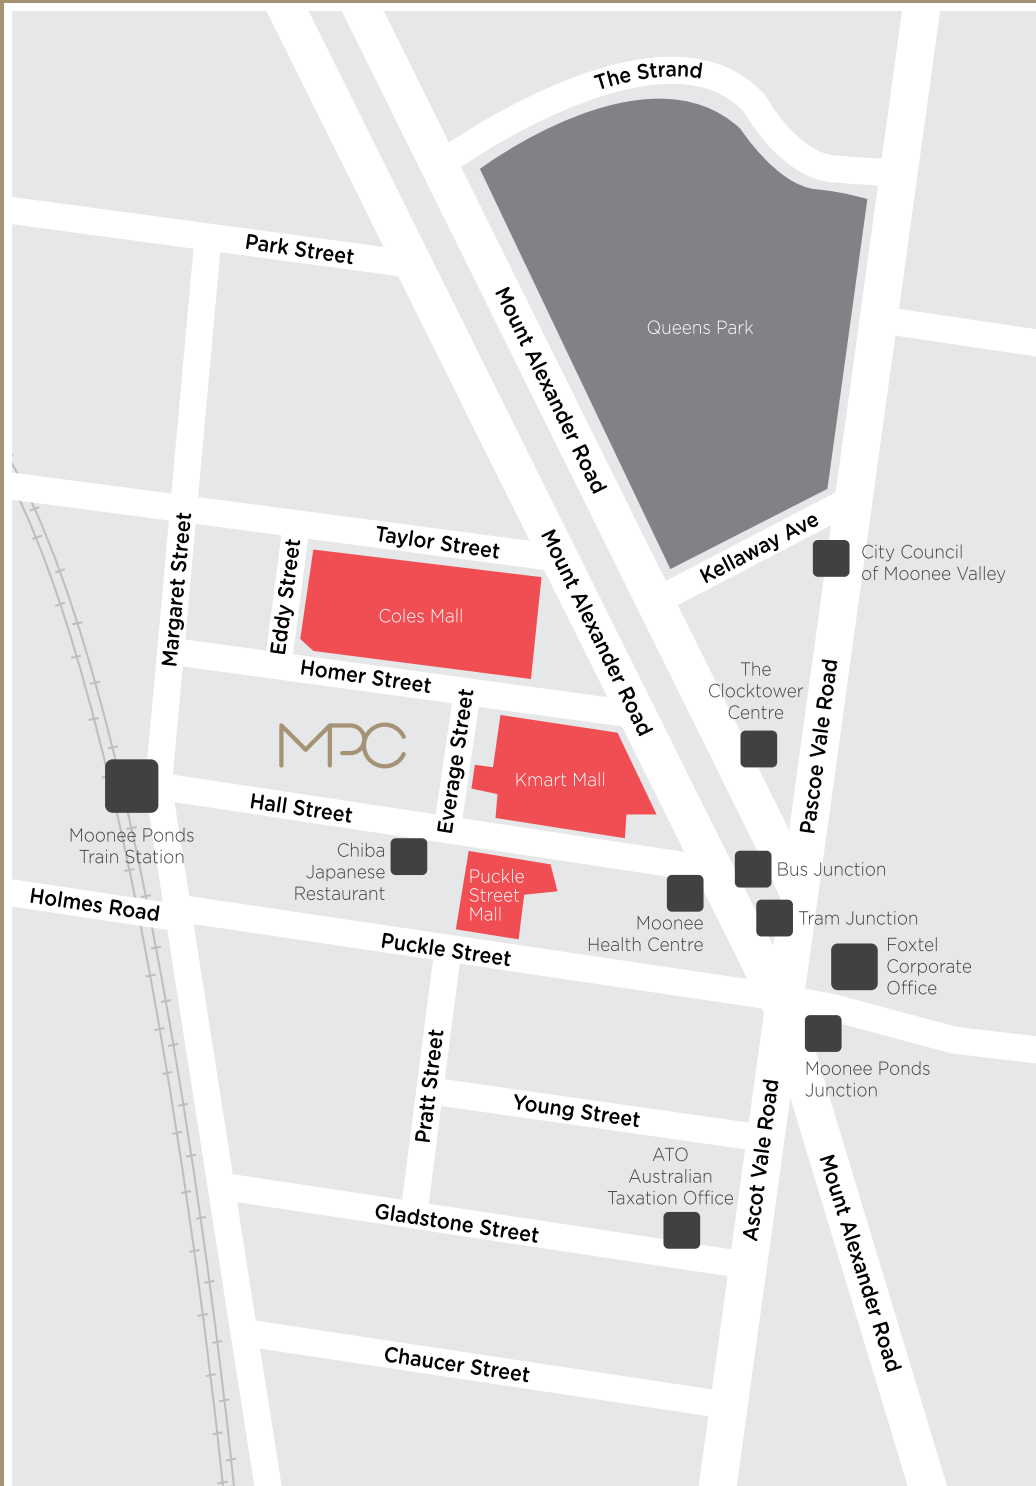 The Strand
Park Street
Queens Park
Mount Alexander Road
Kellaway Ave
City Council
of Moonee Valley
Taylor Street
Mount Alexander Road
Margaret Street
Eddy Street
Coles Mall
Homer Street
The
Clocktower
Centre
Pascoe Vale Road
MPC
Everage Street
Kmart Mall
Hall Street
Moonee Ponds
Train Station
Chiba
Japanese
Restaurant
Puckle
Street
Mall
Bus Junction
Moonee
Health Centre
Tram Junction
Holmes Road
Puckle Street
Foxtel
Corporate
Office
Moonee Ponds
Junction
Pratt Street
Young Street
Ascot Vale Road
ATO
Australian
Taxation Office
Mount Alexander Road
Gladstone Street
Chaucer Street